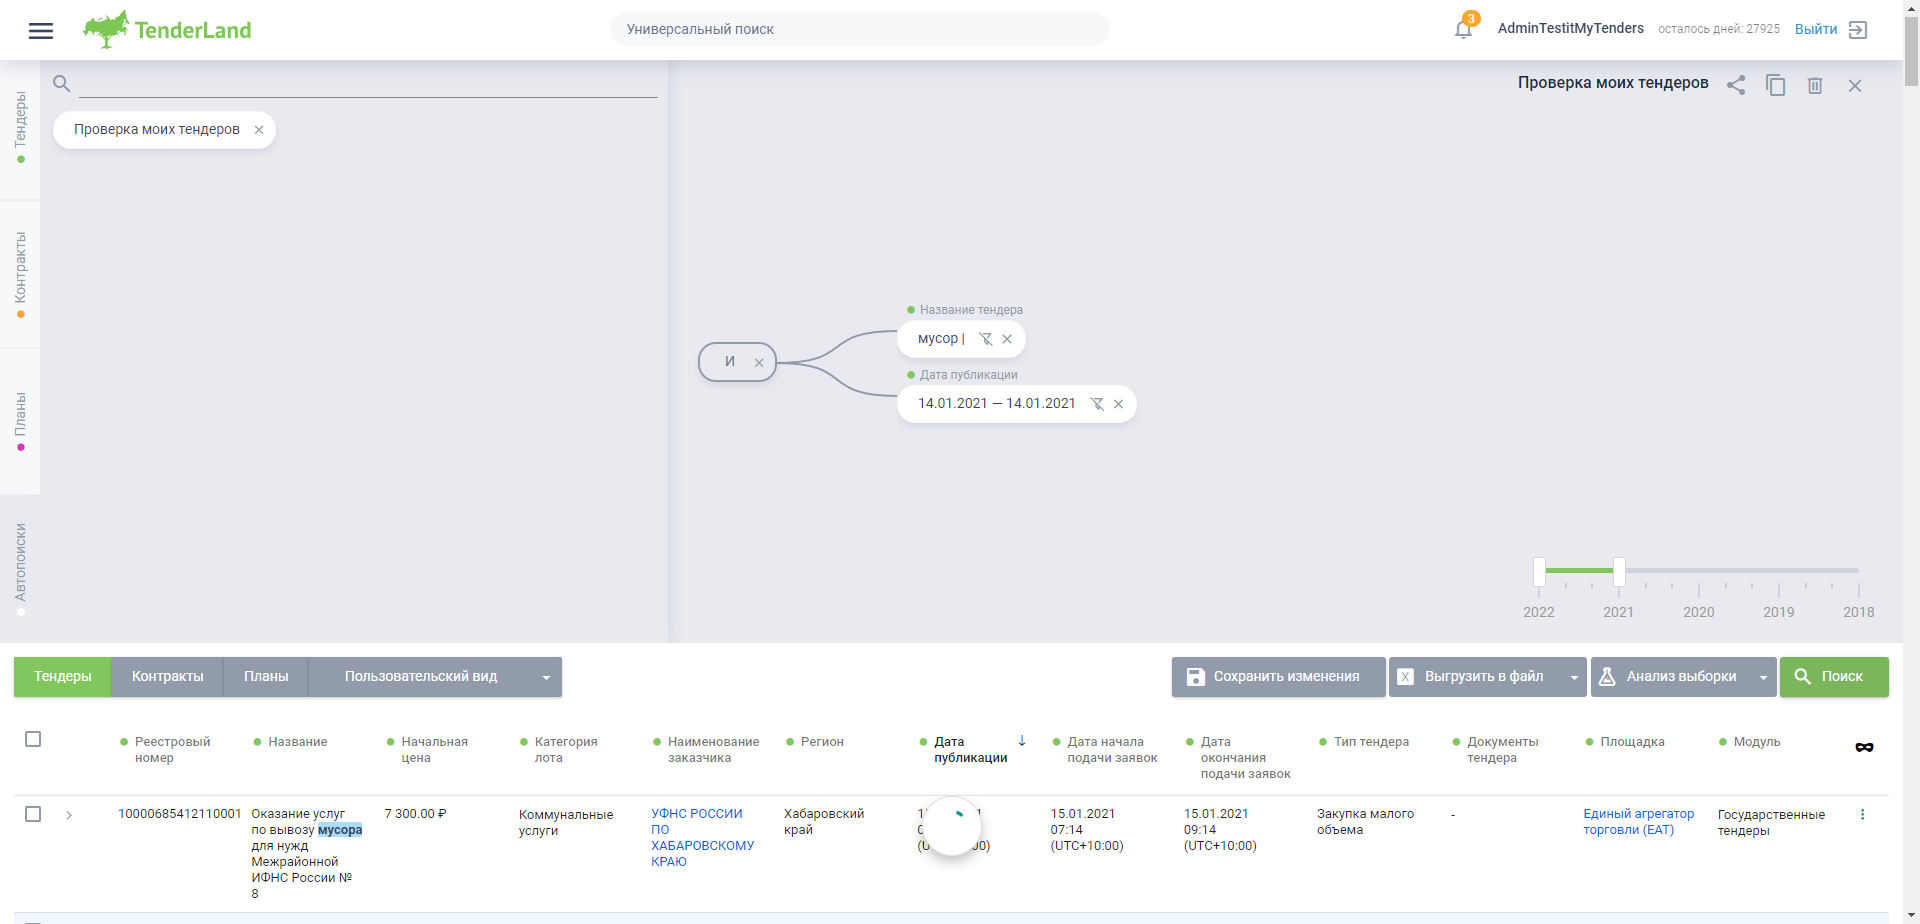 TenderLand
Универсальный поиск
3
AdminTestitMyTenders
осталось дней: 27925
Выйти
Тендеры
Контракты
Планы
Автопоиски
Проверка моих тендеров
Проверка моих тендеров
И
Название тендера
мусор |
Дата публикации
14.01.2021 — 14.01.2021
2022 2021 2020 2019 2018
Тендеры Контракты Планы Пользовательский вид
Сохранить изменения
X Выгрузить в файл
Анализ выборки
Поиск
Реестровый
номер
Название
Начальная
цена
Категория
лота
Наименование
заказчика
Регион
Дата
публикации
Дата начала
подачи заявок
Дата
окончания
подачи заявок
Тип тендера
Документы
тендера
Площадка
Модуль
10000685412110001
Оказание услуг
по вывозу мусора
для нужд
Межрайонной
ИФНС России №
8
7 300.00 ₽
Коммунальные
услуги
УФНС РОССИИ
ПО
ХАБАРОВСКОМУ
КРАЮ
Хабаровский
край
15.01.2021
07:14
(UTC+10:00)
15.01.2021
09:14
(UTC+10:00)
Закупка малого
объема
-
Единый агрегатор
торговли (ЕАТ)
Государственные
тендеры